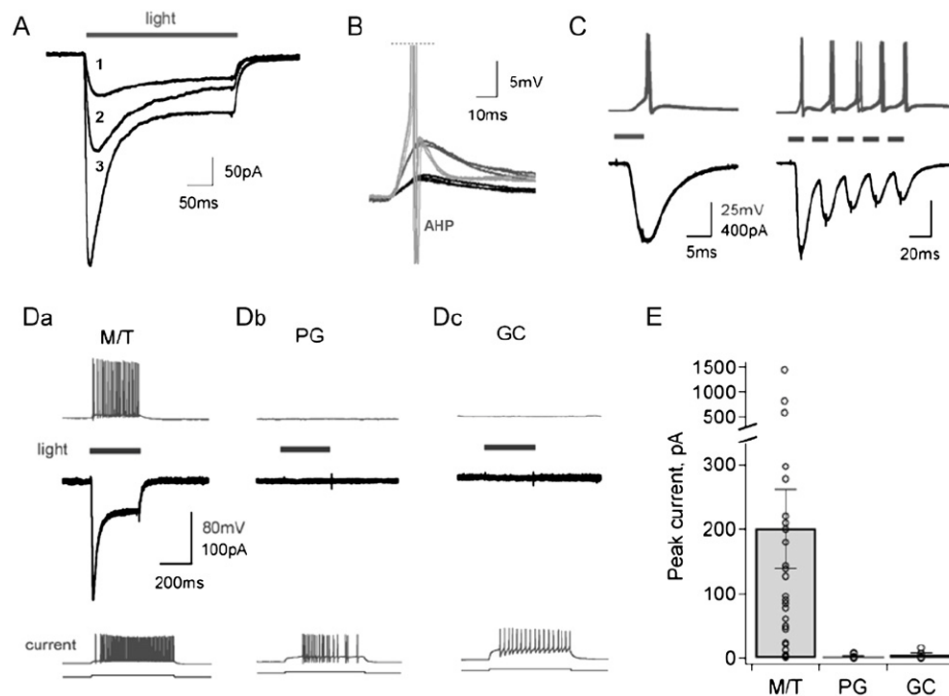 A
light
1
2
3
50pA
50ms
B
5mV
10ms
AHP
C
25mV
400pA
5ms
20ms
Da
M/T
light
80mV
100pA
200ms
current
Db
PG
Dc
GC
E
Peak current, pA
1500
1000
500
300
200
100
0
M/T
PG
GC